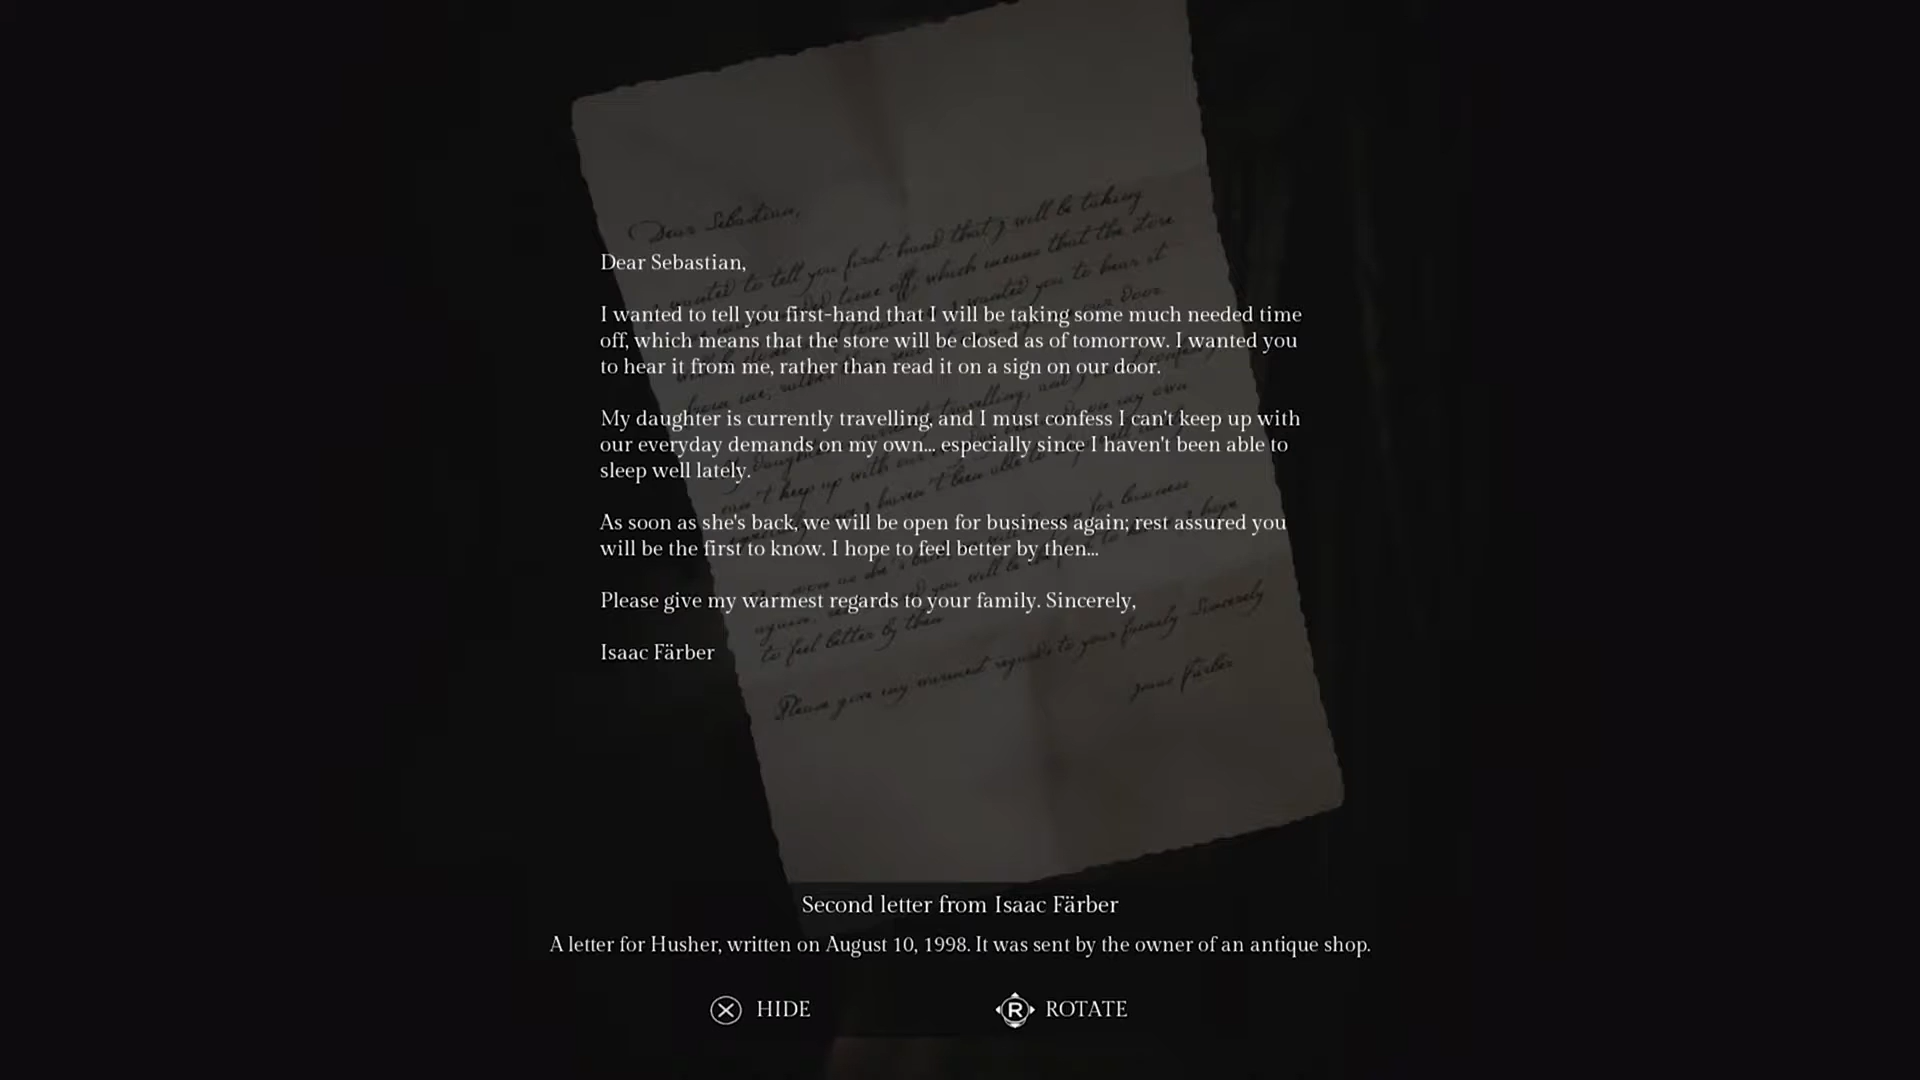 Dear Sebastian,
I wanted to tell you first-hand that I will be taking some much needed time
off, which means that the store will be closed as of tomorrow. I wanted you
to hear it from me, rather than read it on a sign on our door.
My daughter is currently travelling, and I must confess I can't keep up with
our everyday demands on my own... especially since I haven't been able to
sleep well lately.
As soon as she's back, we will be open for business again; rest assured you
will be the first to know. I hope to feel better by then...
Please give my warmest regards to your family. Sincerely,
Isaac Färber
Second letter from Isaac Färber
A letter for Husher, written on August 10, 1998. It was sent by the owner of an antique shop.
HIDE
R ROTATE